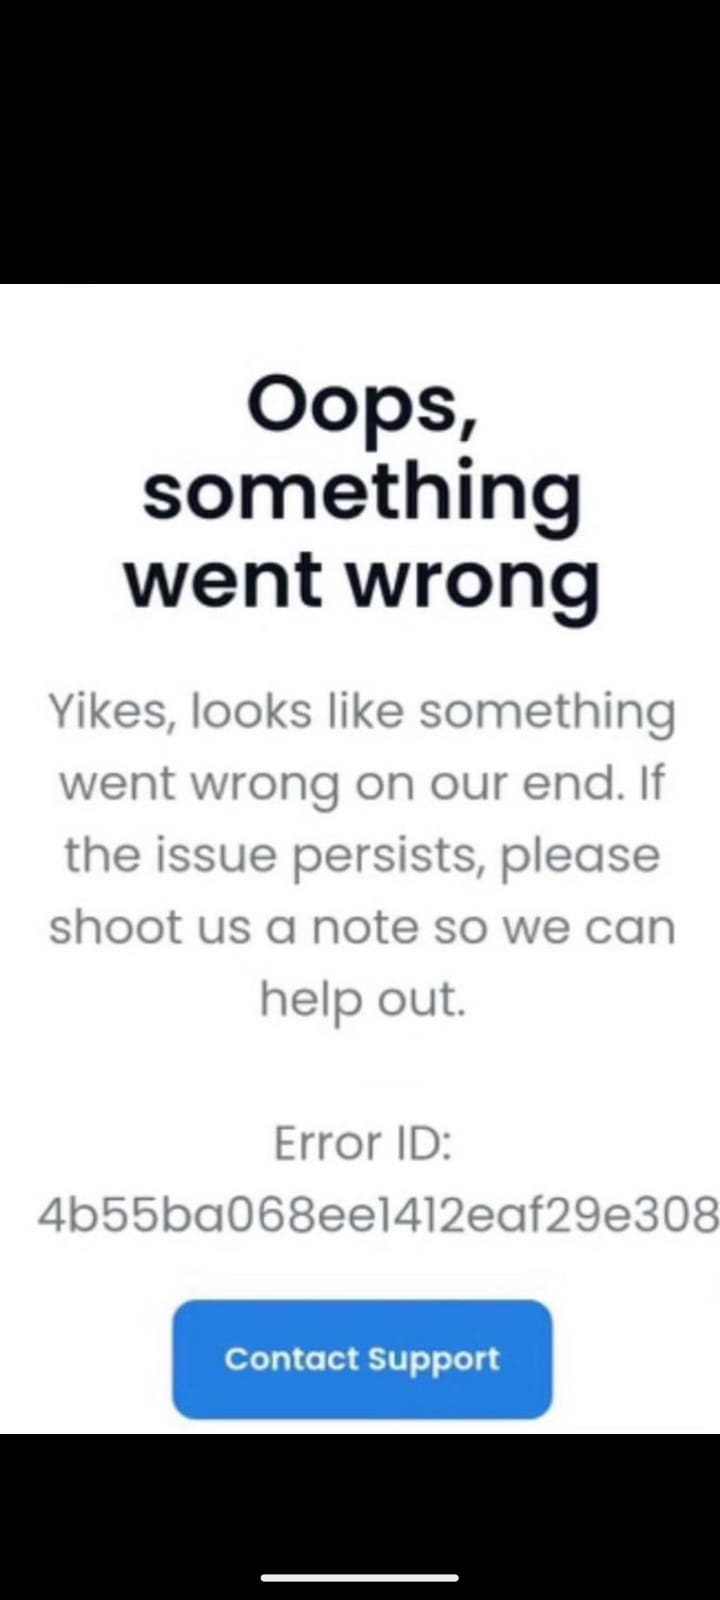 Oops,
something
went wrong
Yikes, looks like something
went wrong on our end. If
the issue persists, please
shoot us a note so we can
help out.
Error ID:
4b55ba068ee1412eaf29e308
Contact Support